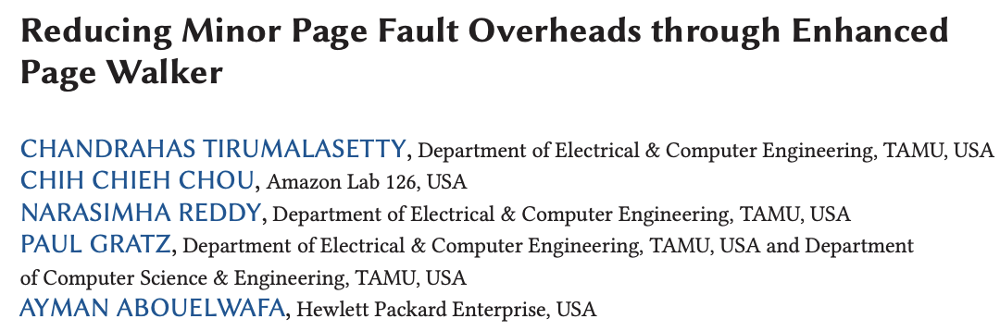 Reducing Minor Page Fault Overheads through Enhanced
Page Walker
CHANDRAHAS TIRUMALASETTY, Department of Electrical & Computer Engineering, TAMU, USA
CHIH CHIEH CHOU, Amazon Lab 126, USA
NARASIMHA REDDY, Department of Electrical & Computer Engineering, TAMU, USA
PAUL GRATZ, Department of Electrical & Computer Engineering, TAMU, USA and Department
of Computer Science & Engineering, TAMU, USA
AYMAN ABOUELWAFA, Hewlett Packard Enterprise, USA